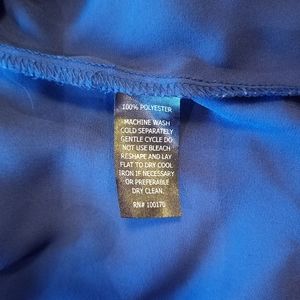 100% POLYESTER
MACHINE WASH
COLD SEPARATELY
GENTLE CYCLE DO
NOT USE BLEACH
RESHAPE AND LAY
FLAT TO DRY COOL
IRON IF NECESSARY
OR PREFERABLE
DRY CLEAN.
RN# 100170